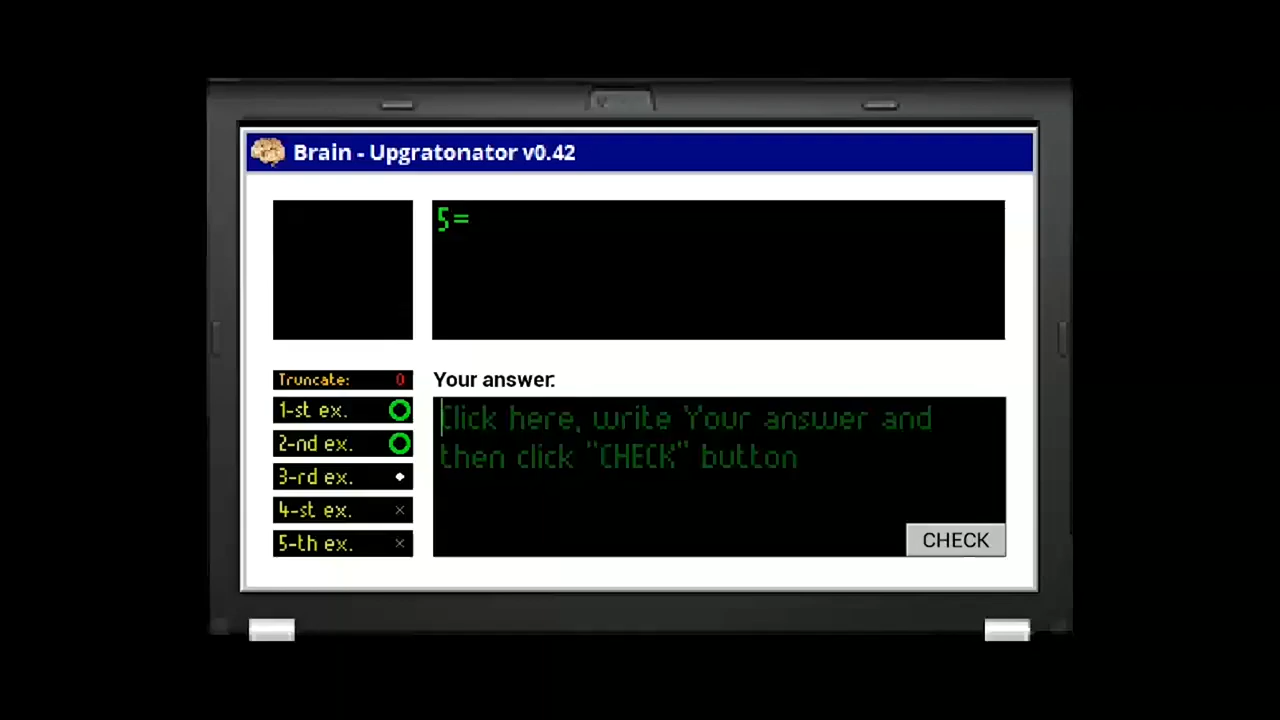 Brain - Upgratonator v0.42
5=
Truncate: 0
1-st ex.
2-nd ex.
3-rd ex.
4-st ex.
5-th ex.
Your answer:
Click here, write Your answer and
then click "CHECK" button
CHECK